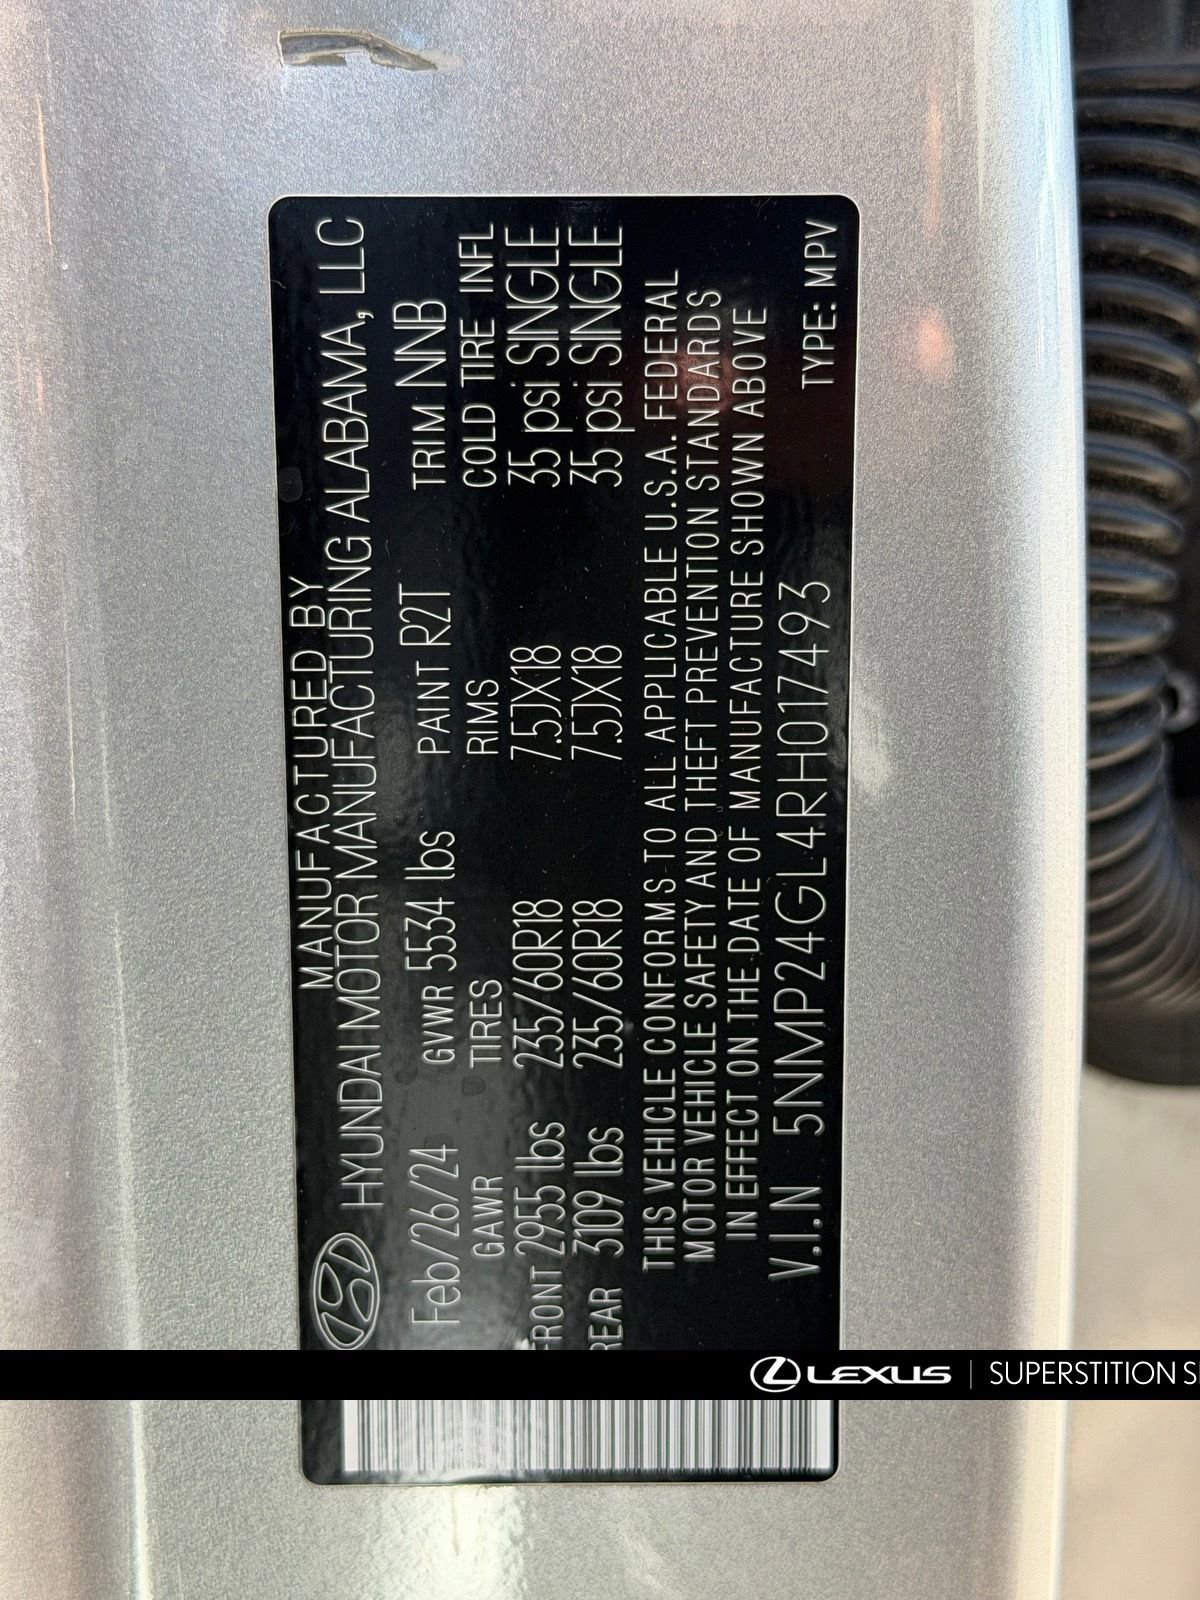 MANUFACTURED BY
HYUNDAI MOTOR MANUFACTURING ALABAMA, LLC
Feb/26/24 GVWR 5534 lbs PAINT R2T TRIM NNB
GAWR TIRES RIMS COLD TIRE INFL
FRONT 2955 lbs 235/60R18 7.5JX18 35 psi SINGLE
REAR 3109 lbs 235/60R18 7.5JX18 35 psi SINGLE
THIS VEHICLE CONFORMS TO ALL APPLICABLE U.S.A. FEDERAL
MOTOR VEHICLE SAFETY AND THEFT PREVENTION STANDARDS
IN EFFECT ON THE DATE OF MANUFACTURE SHOWN ABOVE
V.I.N 5NMP24GL4RH017493 TYPE: MPV
LEXUS | SUPERSTITION